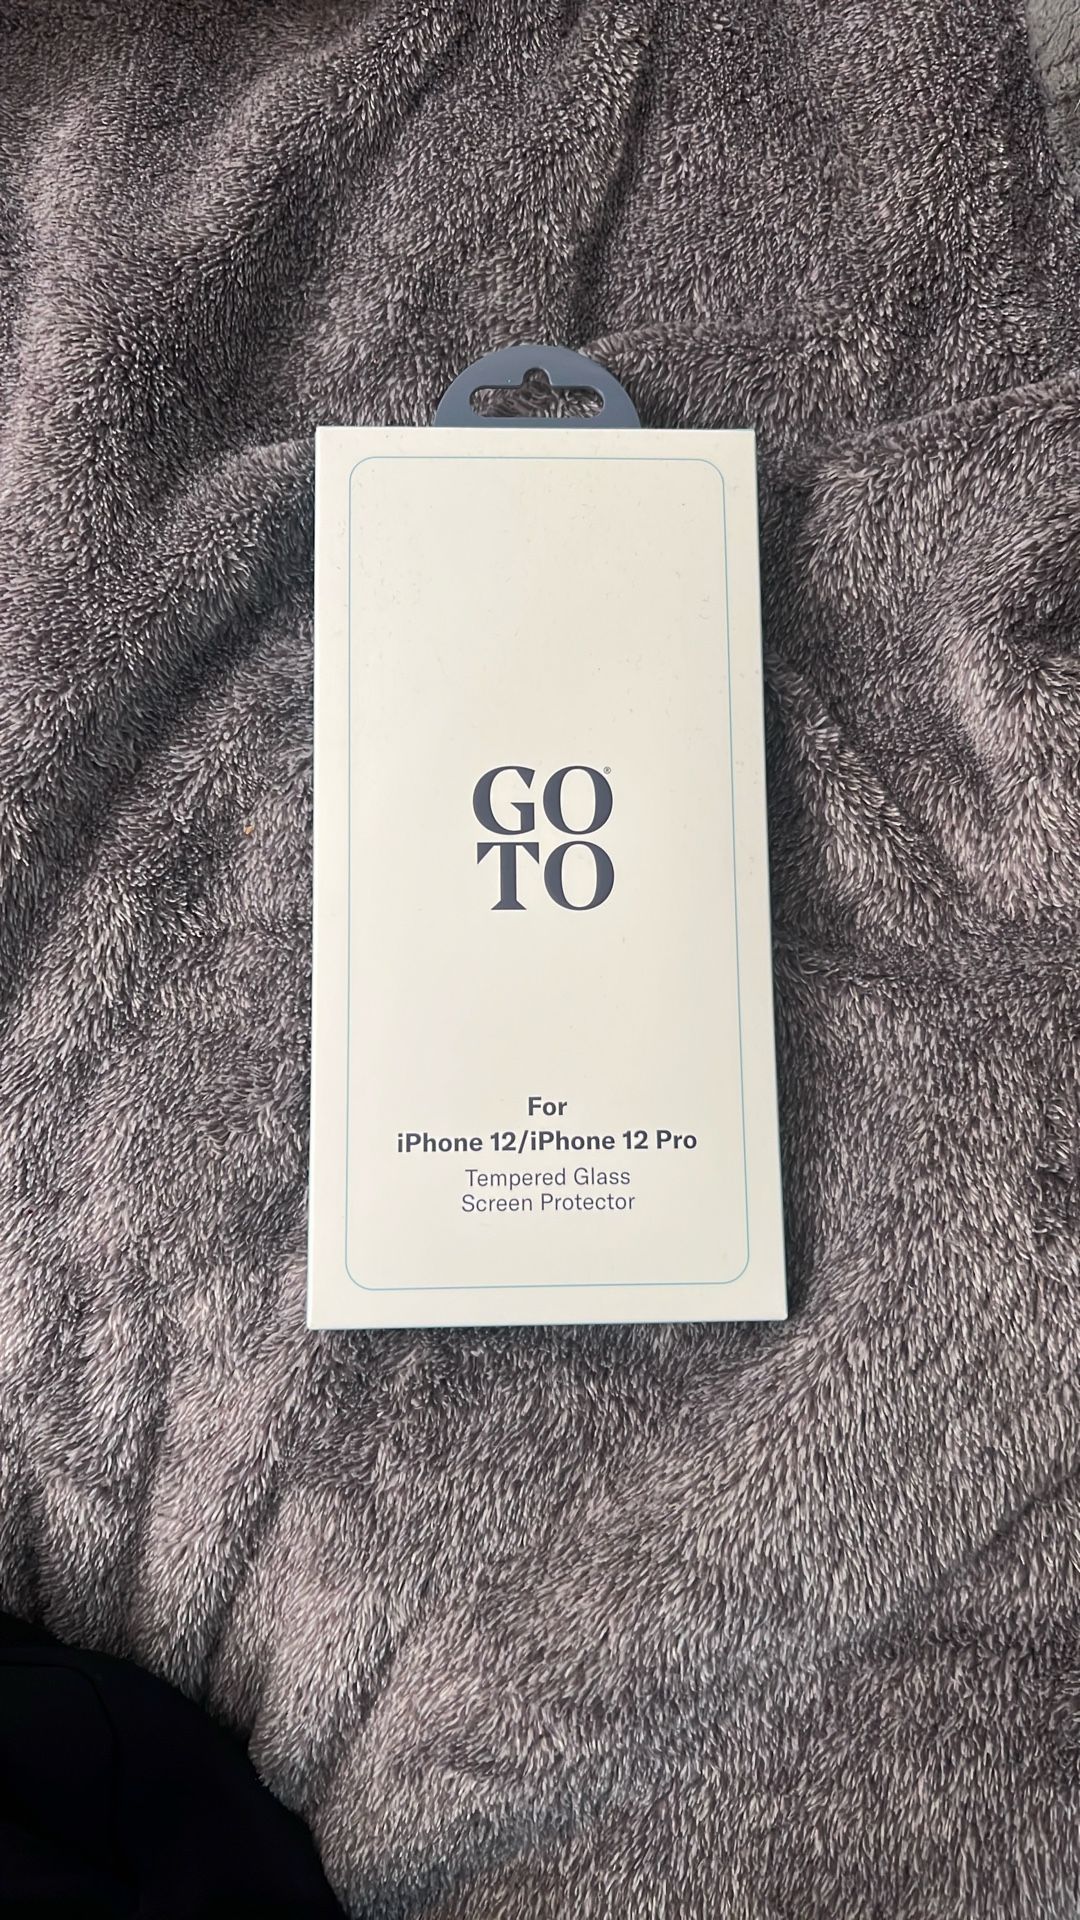 GO®
TO
For
iPhone 12/iPhone 12 Pro
Tempered Glass
Screen Protector